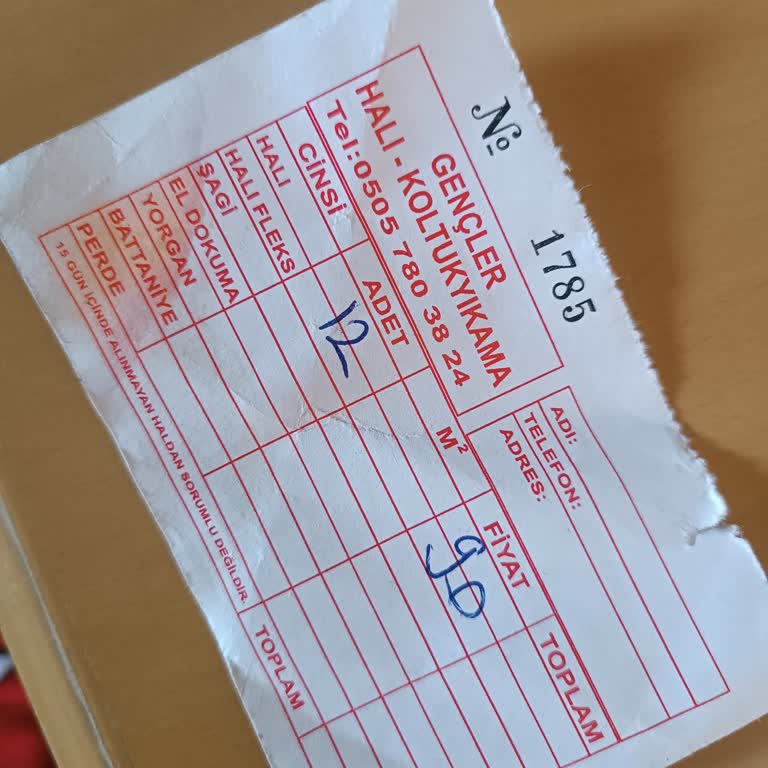 № 1785
GENÇLER
HALI - KOLTUKYIKAMA
Tel:0505 780 38 24
ADI:
TELEFON:
ADRES:
CİNSİ ADET M² FİYAT TOPLAM
HALI 12 90
HALI FLEKS
ŞAGİ
EL DOKUMA
YORGAN
BATTANİYE
PERDE
15 GÜN İÇİNDE ALINMAYAN HALDAN SORUMLU DEĞİLDİR. TOPLAM